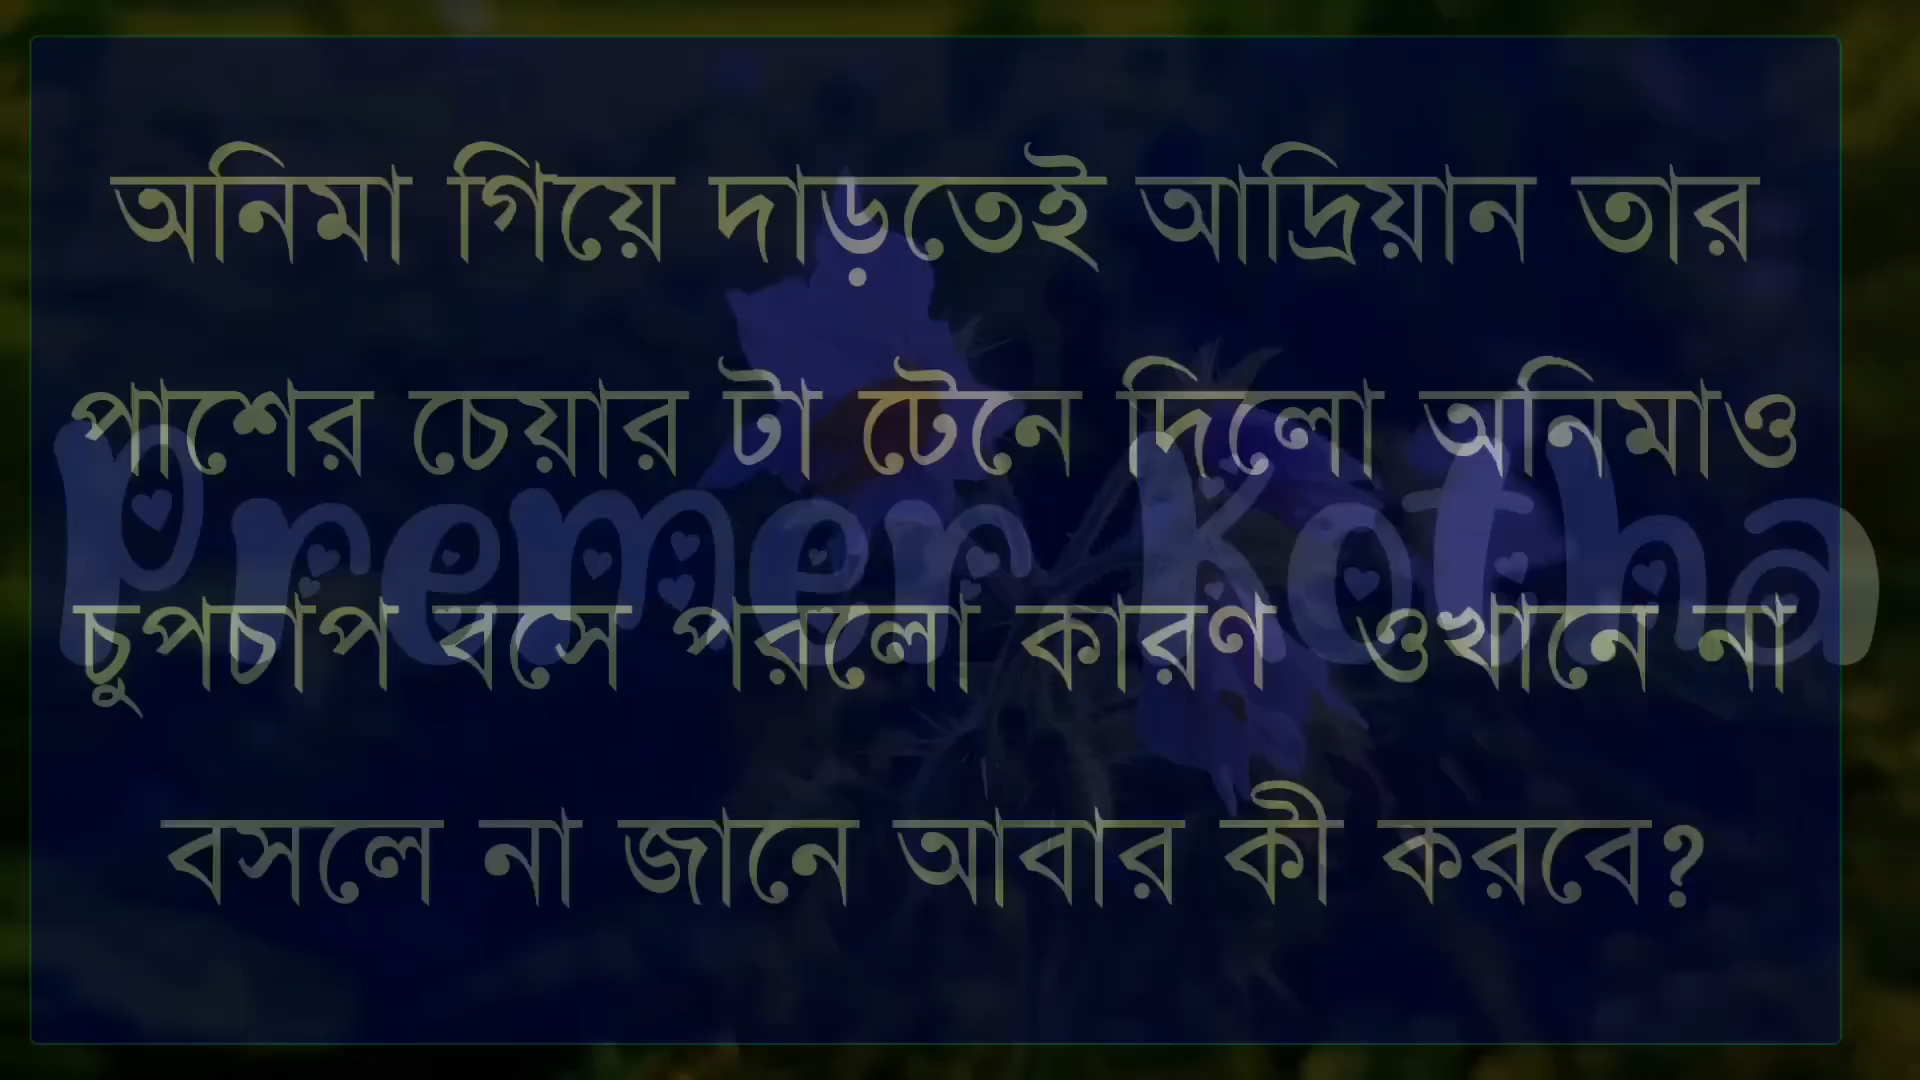 অনিমা গিয়ে দাড়তেই আদ্রিয়ান তার
পাশের চেয়ার টা টেনে দিলো অনিমাও
Premer Kotha
চুপচাপ বসে পরলো কারণ ওখানে না
বসলে না জানে আবার কী করবে?